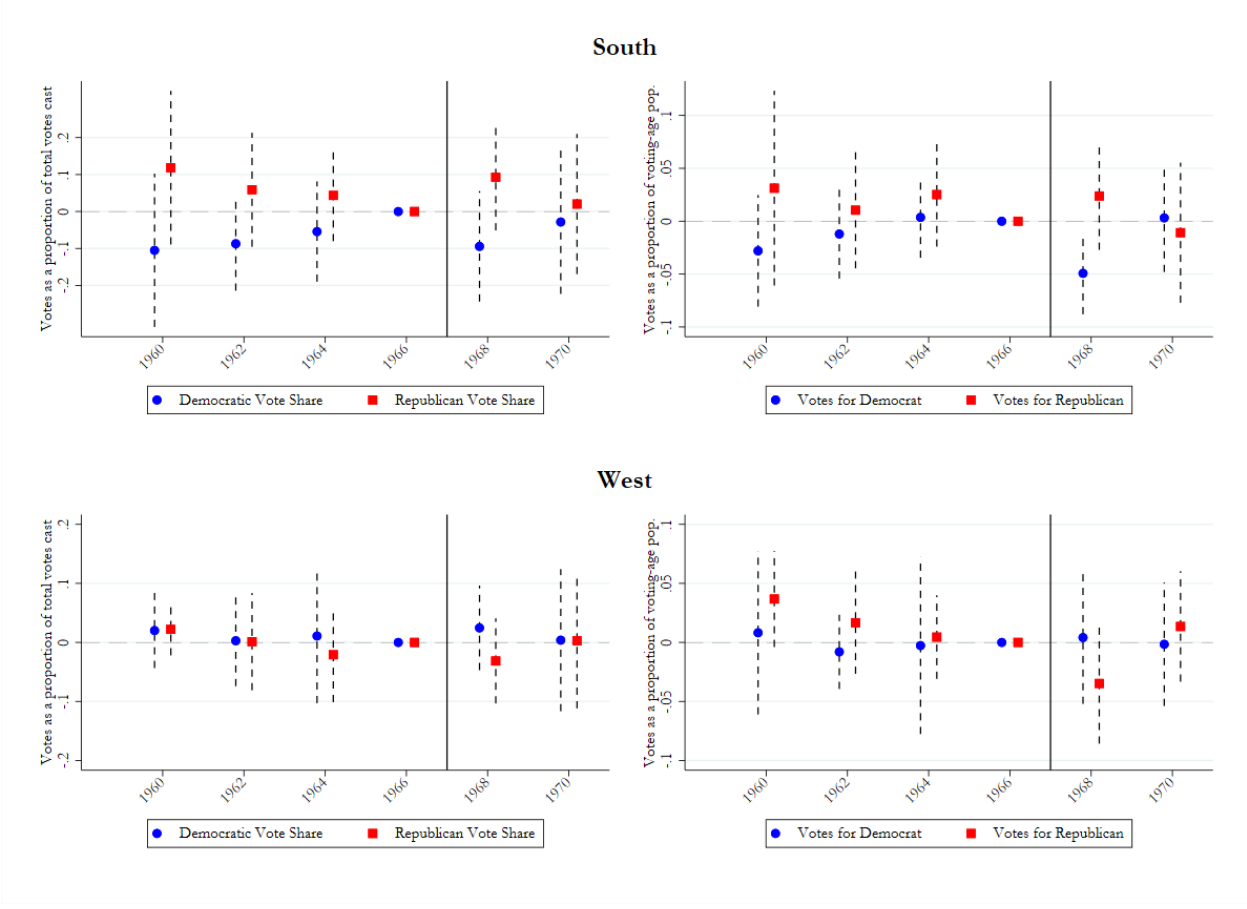 South
Votes as a proportion of total votes cast
.2
.1
0
-.1
-.2
1960 1962 1964 1966 1968 1970
Democratic Vote Share Republican Vote Share
Votes as a proportion of voting-age pop.
.1
.05
0
-.05
-.1
1960 1962 1964 1966 1968 1970
Votes for Democrat Votes for Republican
West
Votes as a proportion of total votes cast
.2
.1
0
-.1
-.2
1960 1962 1964 1966 1968 1970
Democratic Vote Share Republican Vote Share
Votes as a proportion of voting-age pop.
.1
.05
0
-.05
-.1
1960 1962 1964 1966 1968 1970
Votes for Democrat Votes for Republican